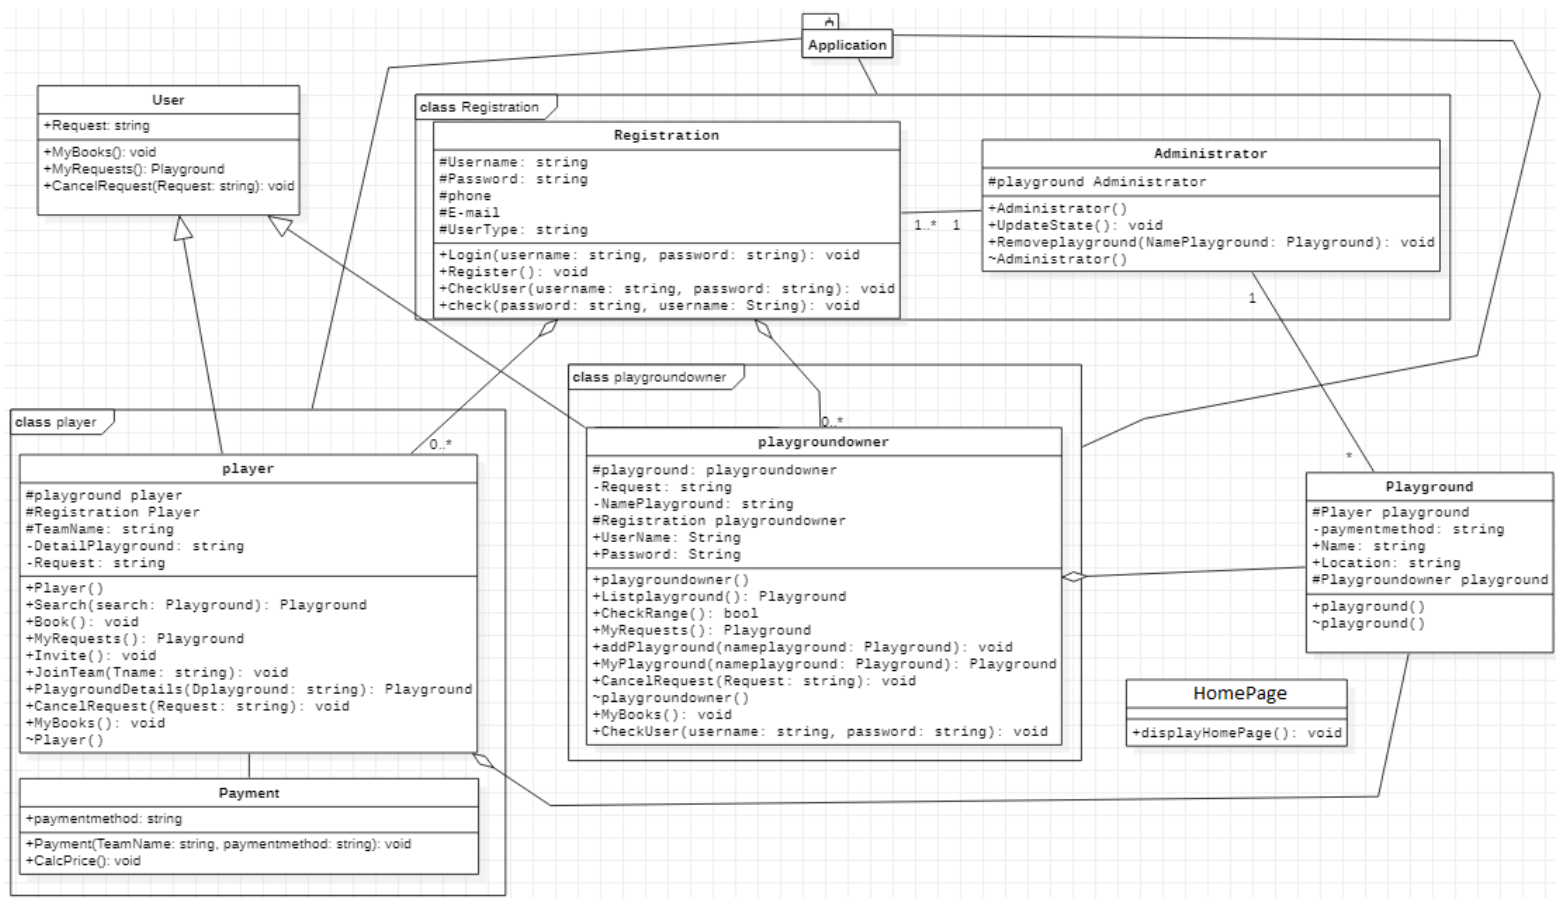 Application
User
+Request: string
+MyBooks(): void
+MyRequests(): Playground
+CancelRequest(Request: string): void
class Registration
Registration
#Username: string
#Password: string
#phone
#E-mail
#UserType: string
+Login(username: string, password: string): void
+Register(): void
+CheckUser(username: string, password: string): void
+check(password: string, username: String): void
1..* 1
Administrator
#playground Administrator
+Administrator()
+UpdateState(): void
+Removeplayground(NamePlayground: Playground): void
~Administrator()
1
*
0..*
0..*
class player
player
#playground player
#Registration Player
#TeamName: string
-DetailPlayground: string
-Request: string
+Player()
+Search(search: Playground): Playground
+Book(): void
+MyRequests(): Playground
+Invite(): void
+JoinTeam(Tname: string): void
+PlaygroundDetails(Dplayground: string): Playground
+CancelRequest(Request: string): void
+MyBooks(): void
~Player()
Payment
+paymentmethod: string
+Payment(TeamName: string, paymentmethod: string): void
+CalcPrice(): void
class playgroundowner
playgroundowner
#playground: playgroundowner
-Request: string
-NamePlayground: string
#Registration playgroundowner
+UserName: String
+Password: String
+playgroundowner()
+Listplayground(): Playground
+CheckRange(): bool
+MyRequests(): Playground
+addPlayground(nameplayground: Playground): void
+MyPlayground(nameplayground: Playground): Playground
+CancelRequest(Request: string): void
~playgroundowner()
+MyBooks(): void
+CheckUser(username: string, password: string): void
Playground
#Player playground
-paymentmethod: string
+Name: string
+Location: string
#Playgroundowner playground
+playground()
~playground()
HomePage
+displayHomePage(): void